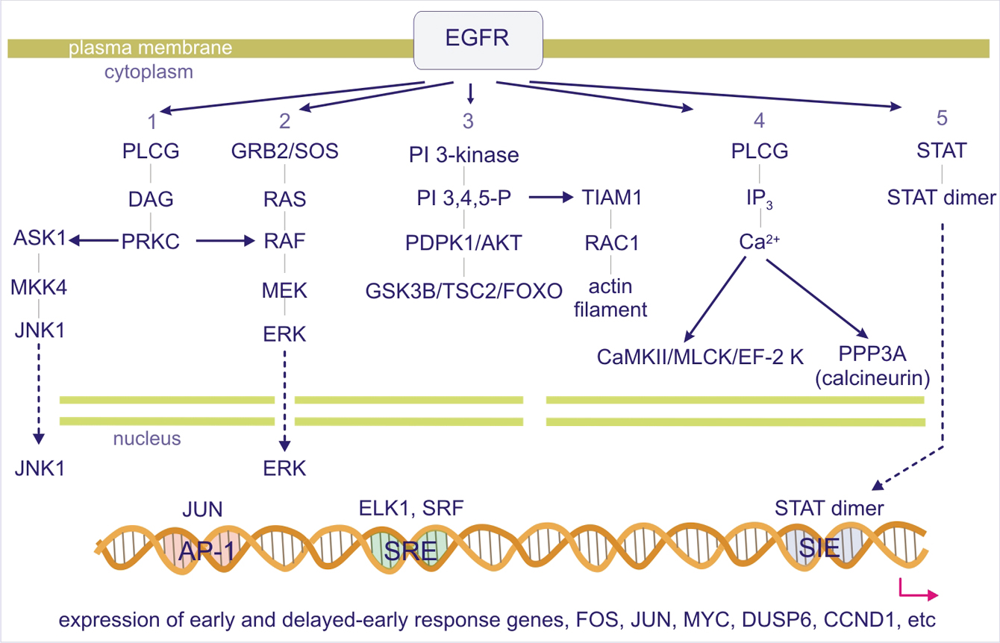 EGFR
plasma membrane
cytoplasm
1
2
3
4
5
PLCG
GRB2/SOS
PI 3-kinase
PLCG
STAT
DAG
RAS
PI 3,4,5-P
TIAM1
IP3
STAT dimer
ASK1
PRKC
RAF
PDPK1/AKT
RAC1
Ca2+
MKK4
MEK
GSK3B/TSC2/FOXO
actin
filament
JNK1
ERK
CaMKII/MLCK/EF-2 K
PPP3A
(calcineurin)
nucleus
JNK1
ERK
JUN
ELK1, SRF
STAT dimer
AP-1
SRE
SIE
expression of early and delayed-early response genes, FOS, JUN, MYC, DUSP6, CCND1, etc